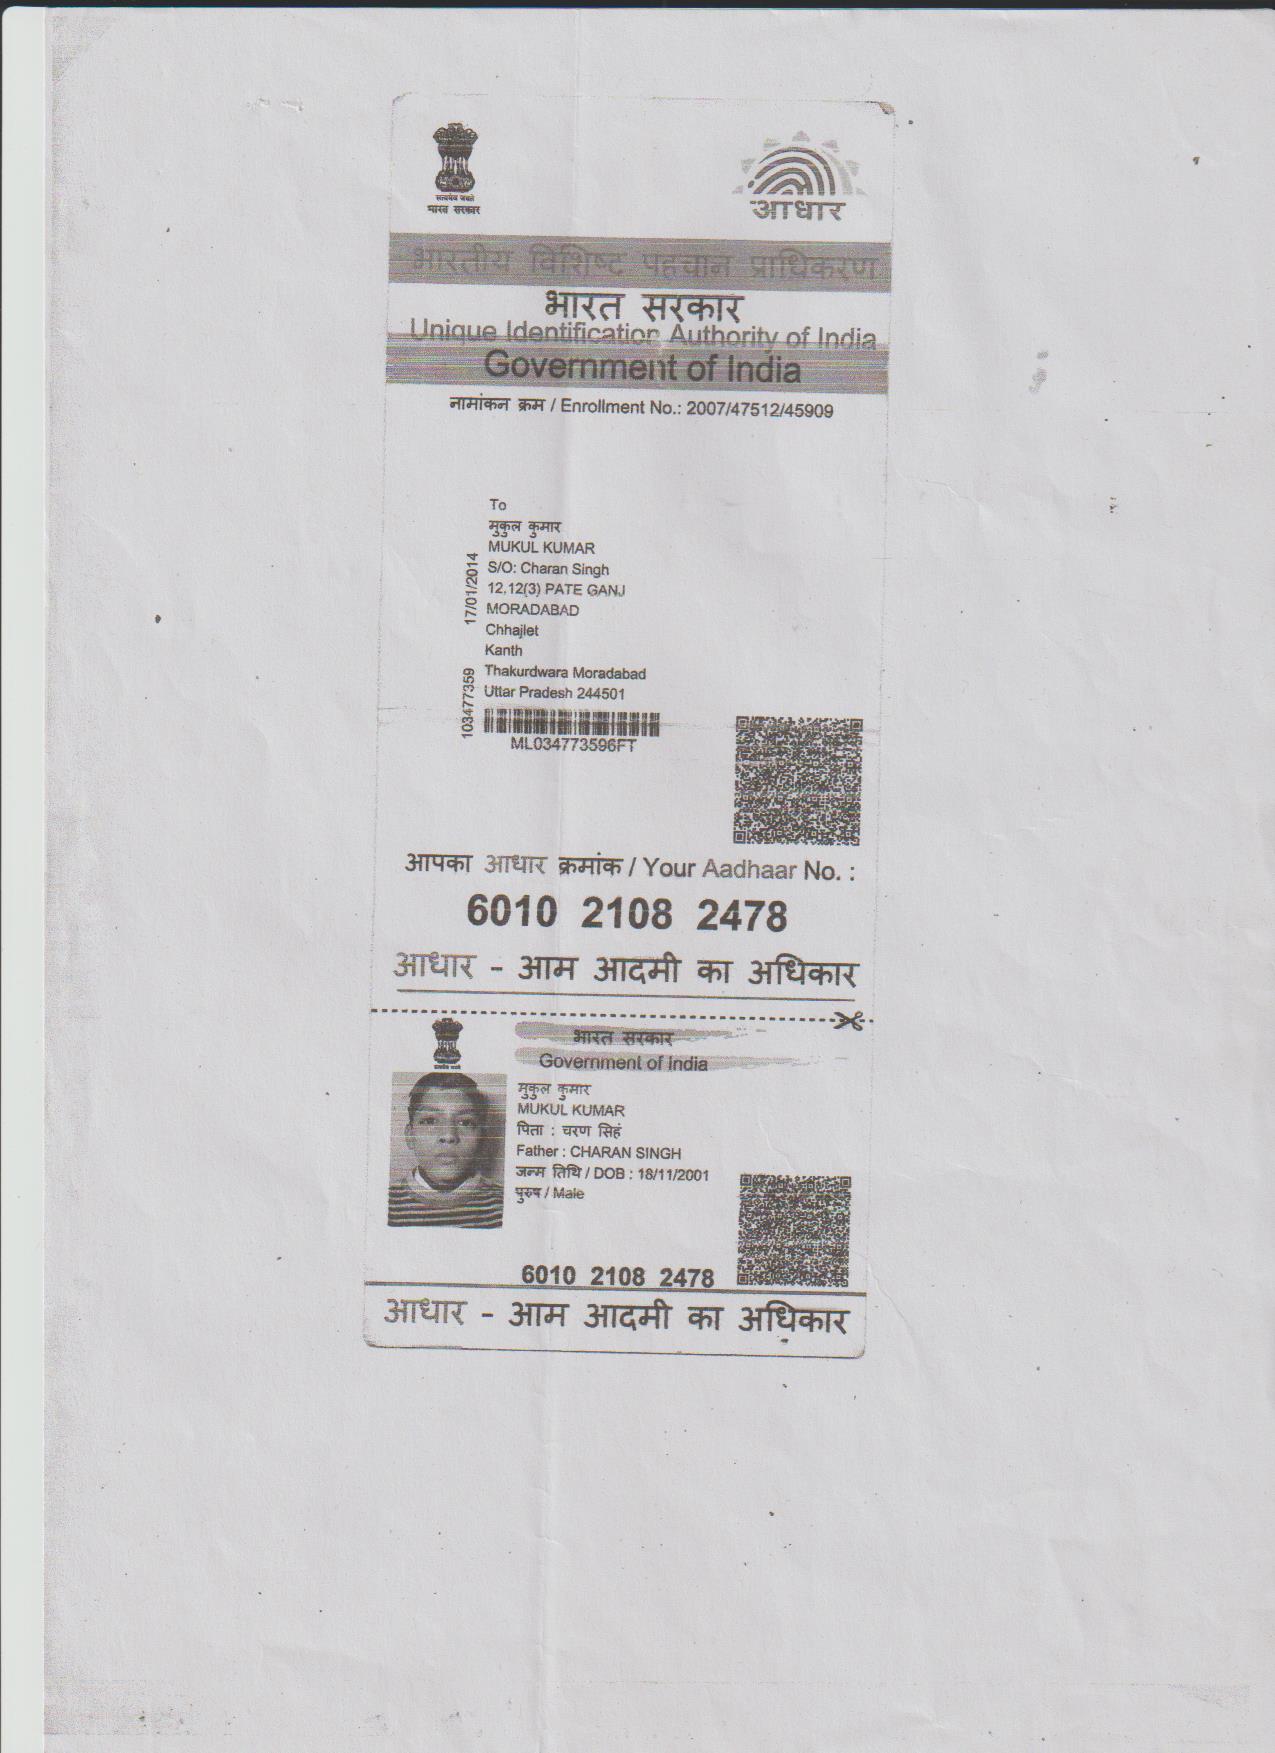 सत्यमेव जयते
भारत सरकार
आधार
भारतीय विशिष्ट पहचान प्राधिकरण
भारत सरकार
Unique Identification Authority of India
Government of India
नामांकन क्रम / Enrollment No.: 2007/47512/45909
To
मुकुल कुमार
MUKUL KUMAR
S/O: Charan Singh
12,12(3) PATE GANJ
MORADABAD
Chhajlet
Kanth
Thakurdwara Moradabad
Uttar Pradesh 244501
17/01/2014
103477359
ML034773596FT
आपका आधार क्रमांक / Your Aadhaar No. :
6010 2108 2478
आधार - आम आदमी का अधिकार
भारत सरकार
Government of India
मुकुल कुमार
MUKUL KUMAR
पिता : चरण सिहं
Father : CHARAN SINGH
जन्म तिथि / DOB : 18/11/2001
पुरुष / Male
6010 2108 2478
आधार - आम आदमी का अधिकार